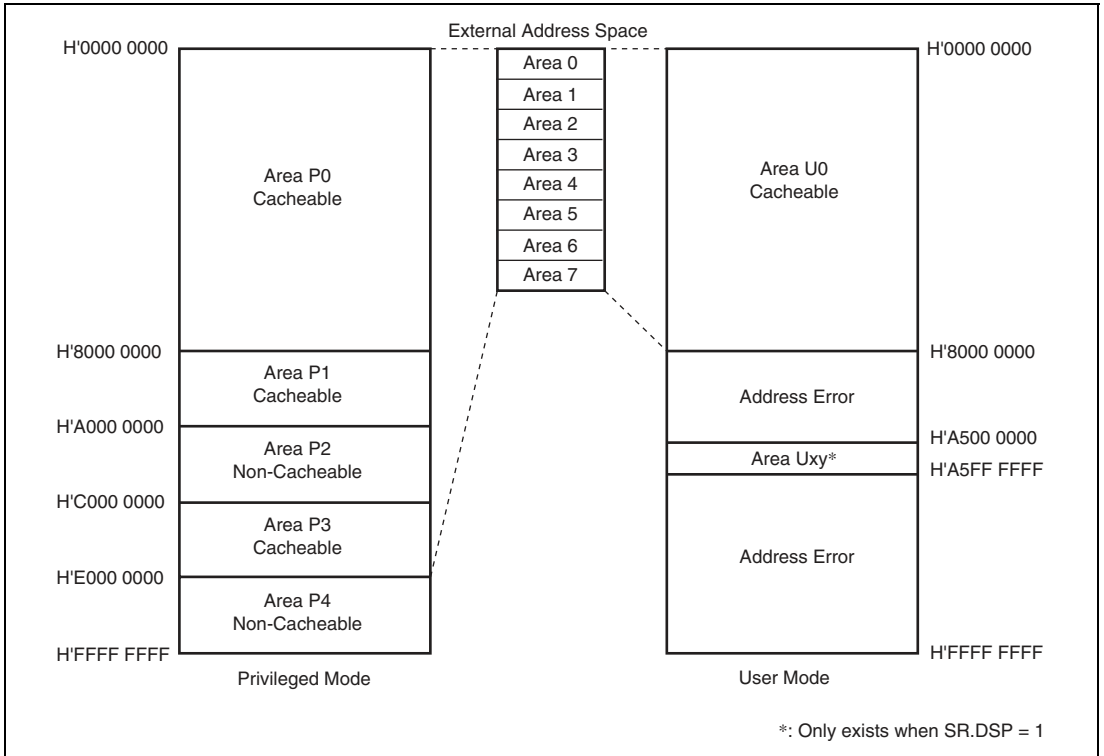 External Address Space
H'0000 0000
Area P0
Cacheable
H'8000 0000
Area P1
Cacheable
H'A000 0000
Area P2
Non-Cacheable
H'C000 0000
Area P3
Cacheable
H'E000 0000
Area P4
Non-Cacheable
H'FFFF FFFF
Privileged Mode
Area 0
Area 1
Area 2
Area 3
Area 4
Area 5
Area 6
Area 7
H'0000 0000
Area U0
Cacheable
H'8000 0000
Address Error
H'A500 0000
Area Uxy*
H'A5FF FFFF
Address Error
H'FFFF FFFF
User Mode
*: Only exists when SR.DSP = 1